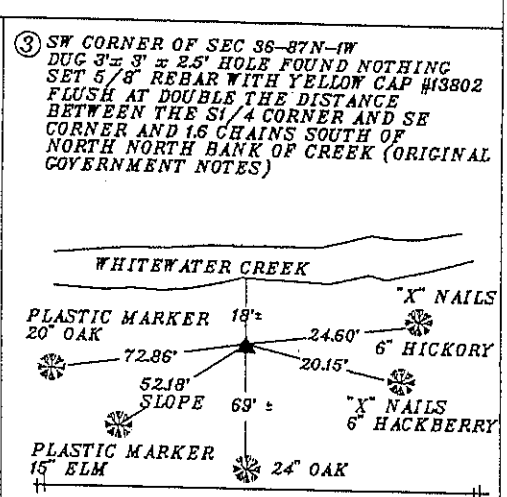 ③ SW CORNER OF SEC 36-87N-1W
DUG 3'x 3' x 2.5' HOLE FOUND NOTHING
SET 5/8" REBAR WITH YELLOW CAP #13802
FLUSH AT DOUBLE THE DISTANCE
BETWEEN THE S1/4 CORNER AND SE
CORNER AND 1.6 CHAINS SOUTH OF
NORTH NORTH BANK OF CREEK (ORIGINAL
GOVERNMENT NOTES)
WHITEWATER CREEK
PLASTIC MARKER
20" OAK
18'±
"X" NAILS
6" HICKORY
72.86'
24.60'
20.15'
52.18'
SLOPE
69' ±
"X" NAILS
6" HACKBERRY
PLASTIC MARKER
15" ELM
24" OAK